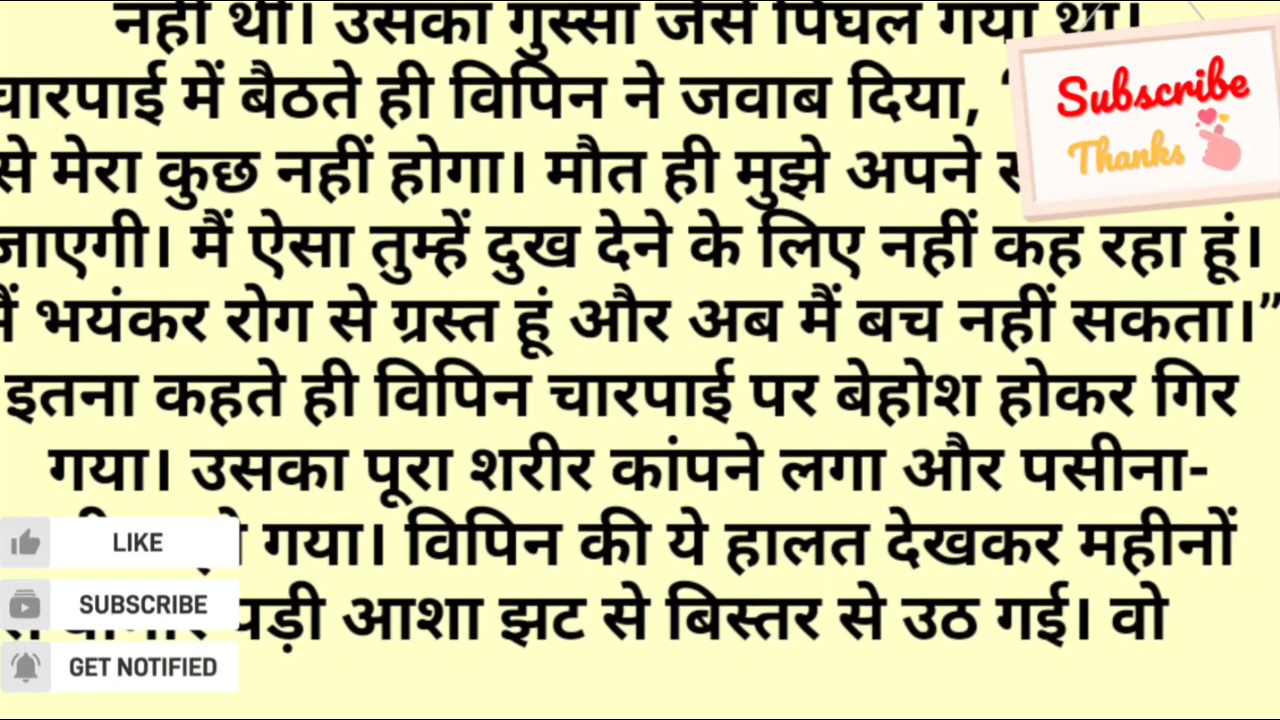 नहीं था। उसका गुस्सा जैसे पिघल गया था।
चारपाई में बैठते ही विपिन ने जवाब दिया, “
से मेरा कुछ नहीं होगा। मौत ही मुझे अपने
जाएगी। मैं ऐसा तुम्हें दुख देने के लिए नहीं कह रहा हूं।
मैं भयंकर रोग से ग्रस्त हूं और अब मैं बच नहीं सकता।”
इतना कहते ही विपिन चारपाई पर बेहोश होकर गिर
गया। उसका पूरा शरीर कांपने लगा और पसीना-
गया। विपिन की ये हालत देखकर महीनों
पड़ी आशा झट से बिस्तर से उठ गई। वो
Subscribe
Thanks
LIKE
SUBSCRIBE
GET NOTIFIED